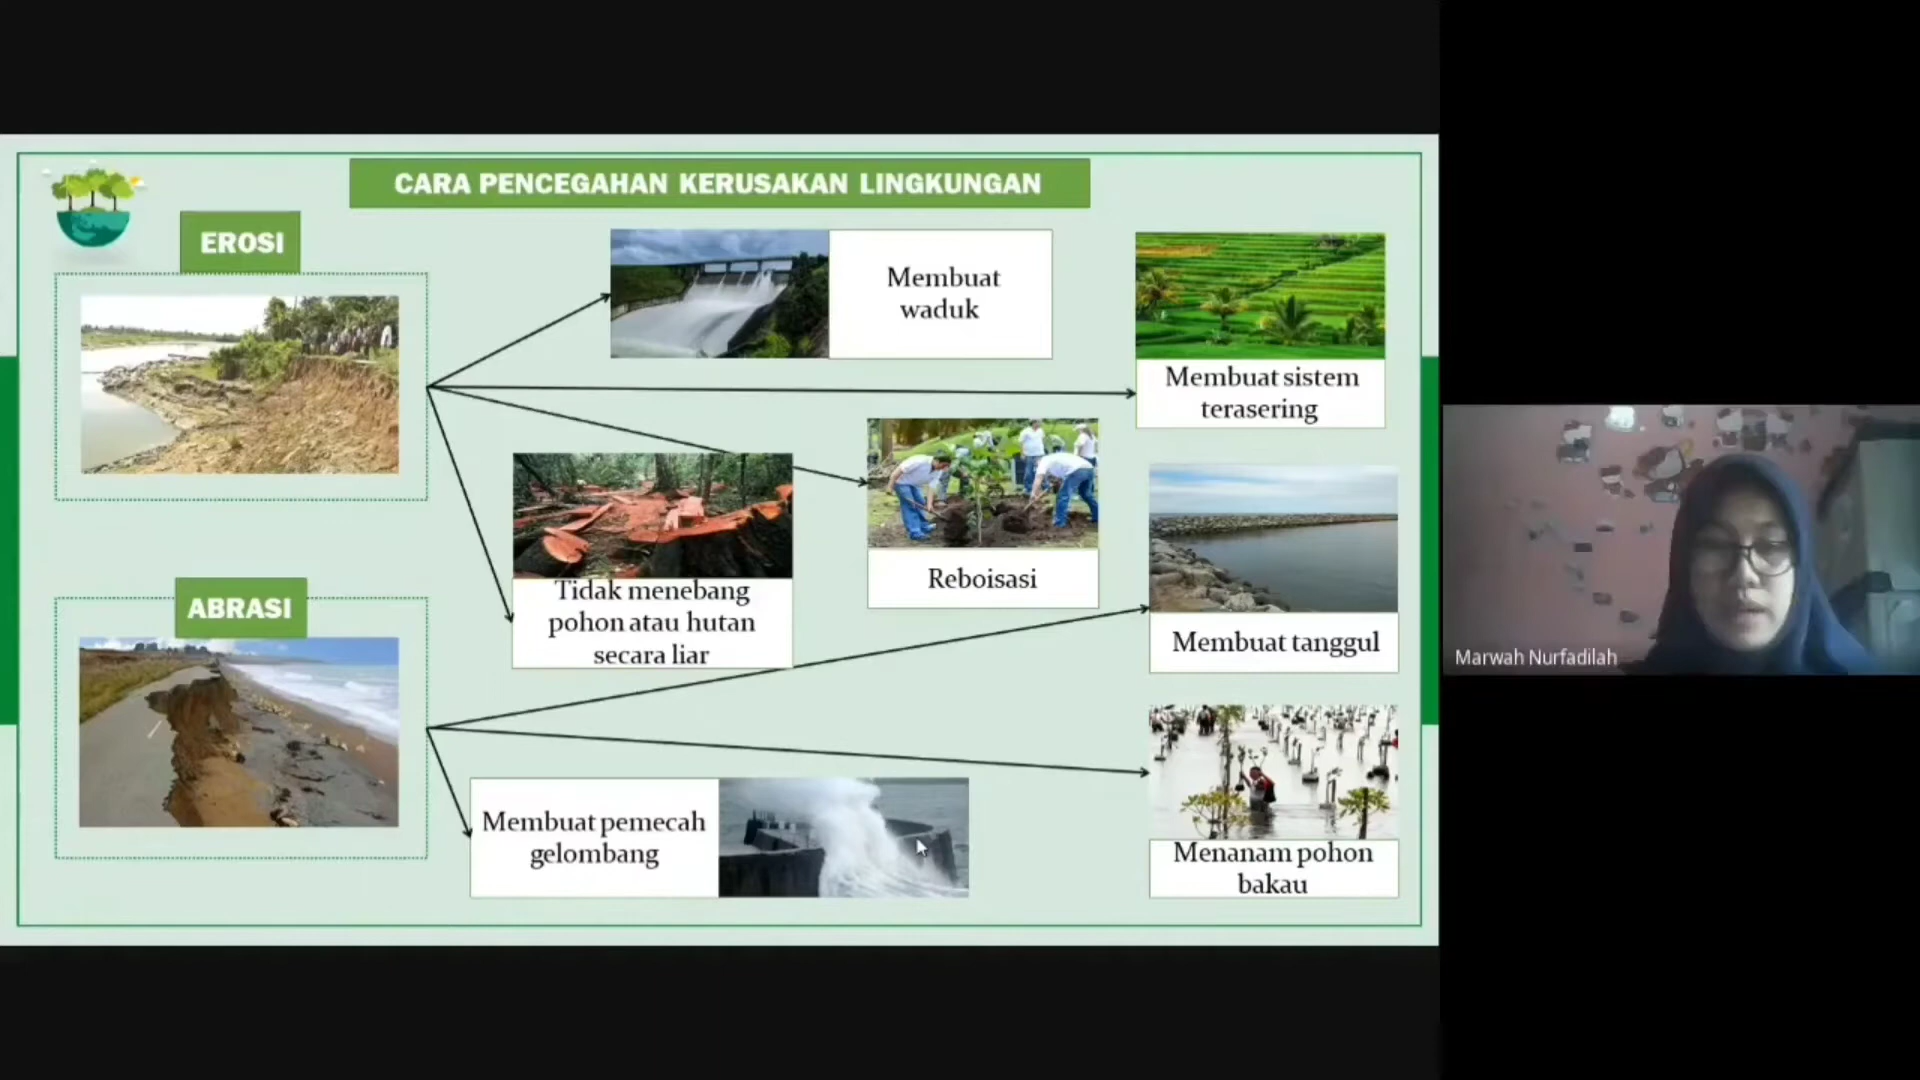 CARA PENCEGAHAN KERUSAKAN LINGKUNGAN
EROSI
Membuat
waduk
Membuat sistem
terasering
Reboisasi
Tidak menebang
pohon atau hutan
secara liar
ABRASI
Membuat tanggul
Membuat pemecah
gelombang
Menanam pohon
bakau
Marwah Nurfadilah